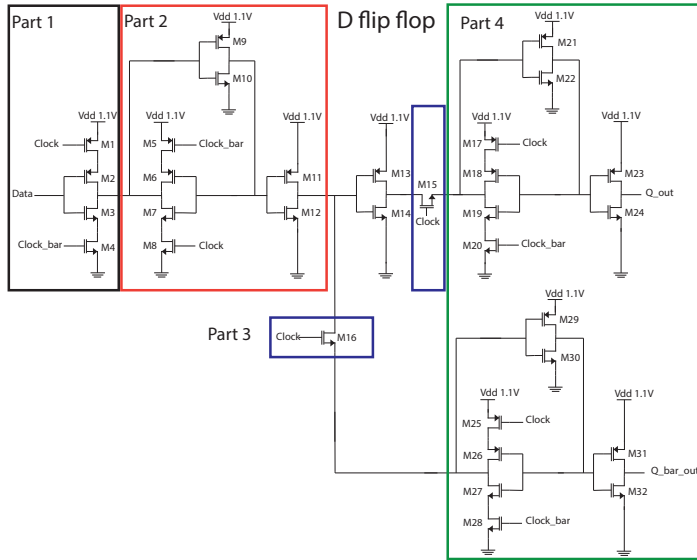 Part 1
Part 2
D flip flop
Part 4
Vdd 1.1V
M9
M10
Vdd 1.1V
M21
M22
Vdd 1.1V
Clock
M1
M2
Data
M3
Clock_bar
M4
Vdd 1.1V
M5
Clock_bar
M6
M7
M8
Clock
Vdd 1.1V
M11
M12
Vdd 1.1V
M13
M14
M15
Clock
Vdd 1.1V
M17
Clock
M18
M19
M20
Clock_bar
Vdd 1.1V
M23
Q_out
M24
Part 3
Clock
M16
Vdd 1.1V
M29
M30
Vdd 1.1V
M25
Clock
M26
M27
M28
Clock_bar
Vdd 1.1V
M31
Q_bar_out
M32